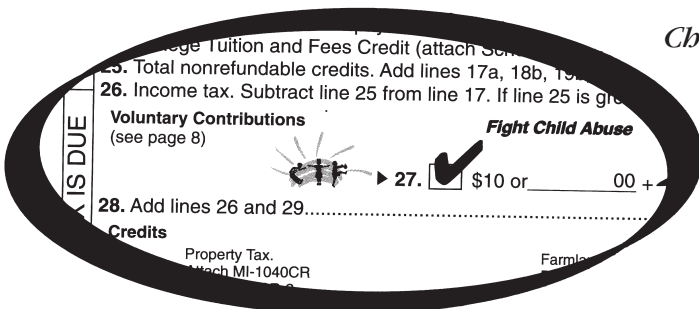 Ch
Tuition and Fees Credit (attach
25. Total nonrefundable credits. Add lines 17a, 18b,
26. Income tax. Subtract line 25 from line 17. If line 25 is
Voluntary Contributions
(see page 8)
Fight Child Abuse
27. $10 or 00 +
IS DUE
28. Add lines 26 and 29
Credits
Property Tax.
Attach MI-1040CR